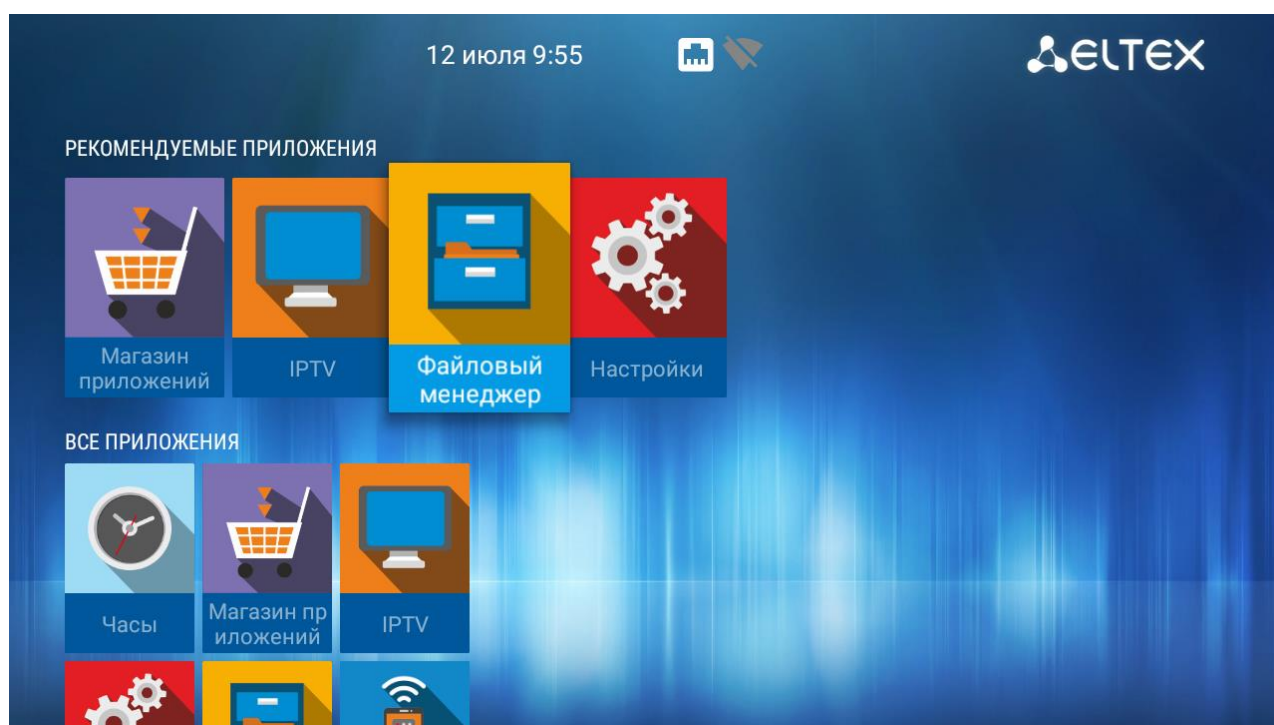 12 июля 9:55
ELTEX
РЕКОМЕНДУЕМЫЕ ПРИЛОЖЕНИЯ
Магазин
приложений
IPTV
Файловый
менеджер
Настройки
ВСЕ ПРИЛОЖЕНИЯ
Часы
Магазин пр
иложений
IPTV